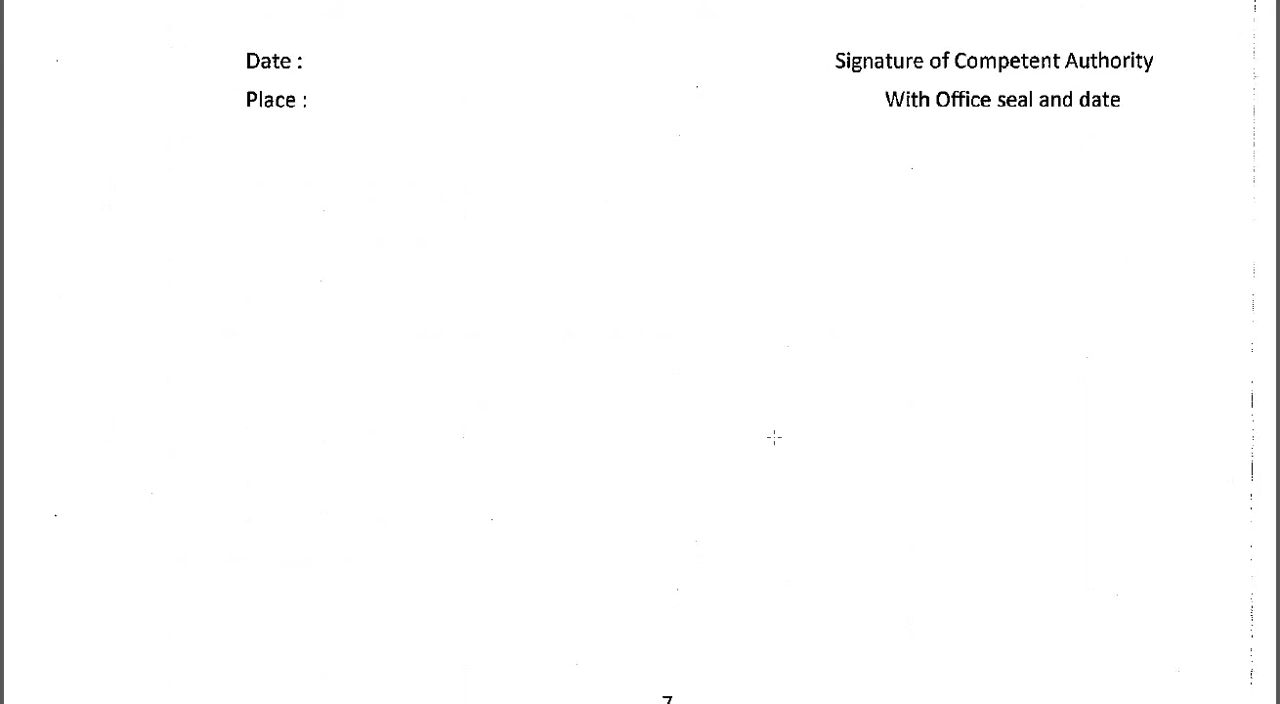 Date :
Signature of Competent Authority
Place :
With Office seal and date
7